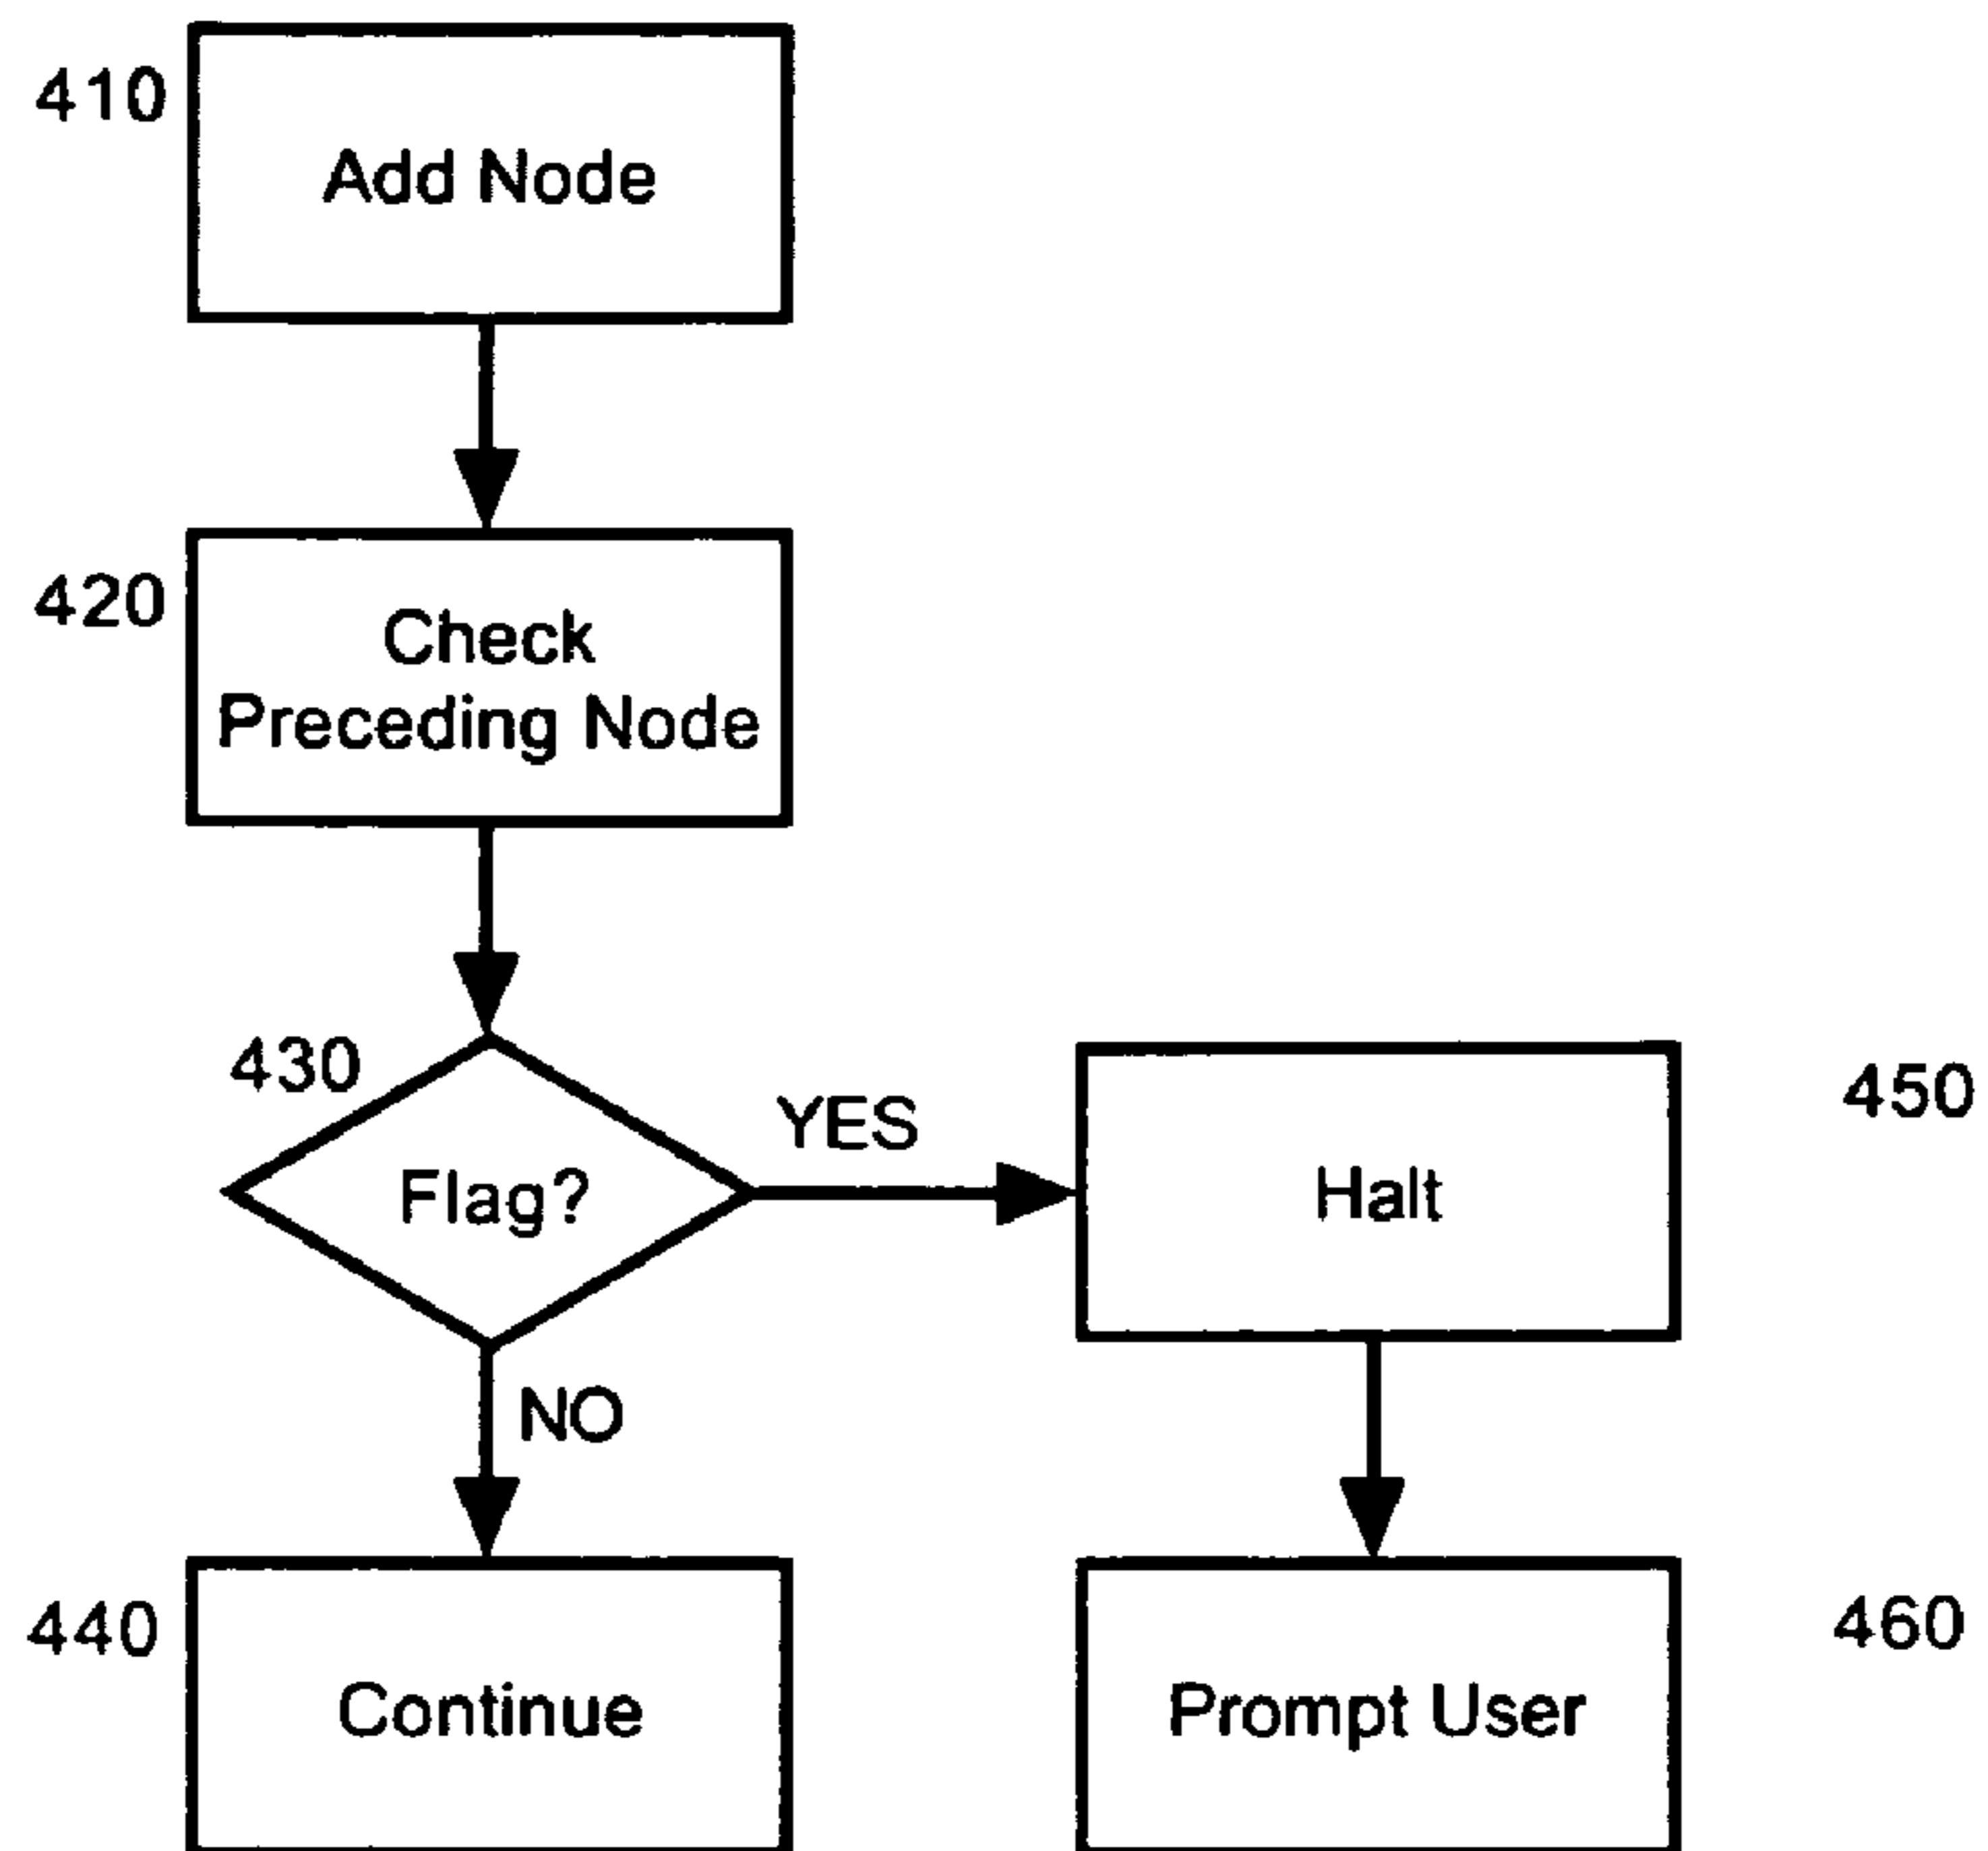 410
Add Node
420
Check
Preceding Node
430
Flag?
YES
Halt
450
NO
440
Continue
Prompt User
460